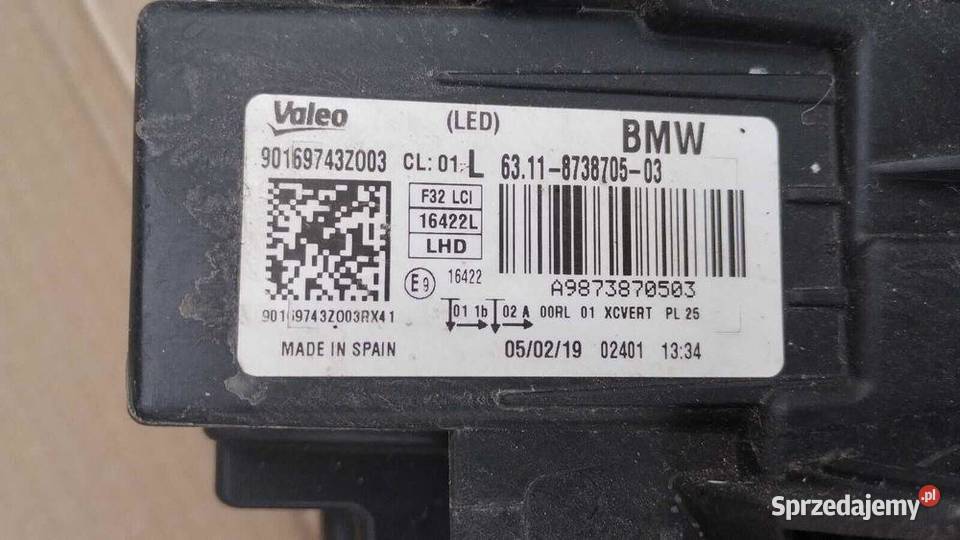 Valeo (LED) BMW
90169743Z003 CL: 01 L 63.11-8738705-03
F32 LCI
16422L
LHD
E9 16422
A9873870503
90169743Z003RX41 01 1b 02 A 00RL 01 XCVERT PL 25
MADE IN SPAIN 05/02/19 02401 13:34
Sprzedajemy.pl